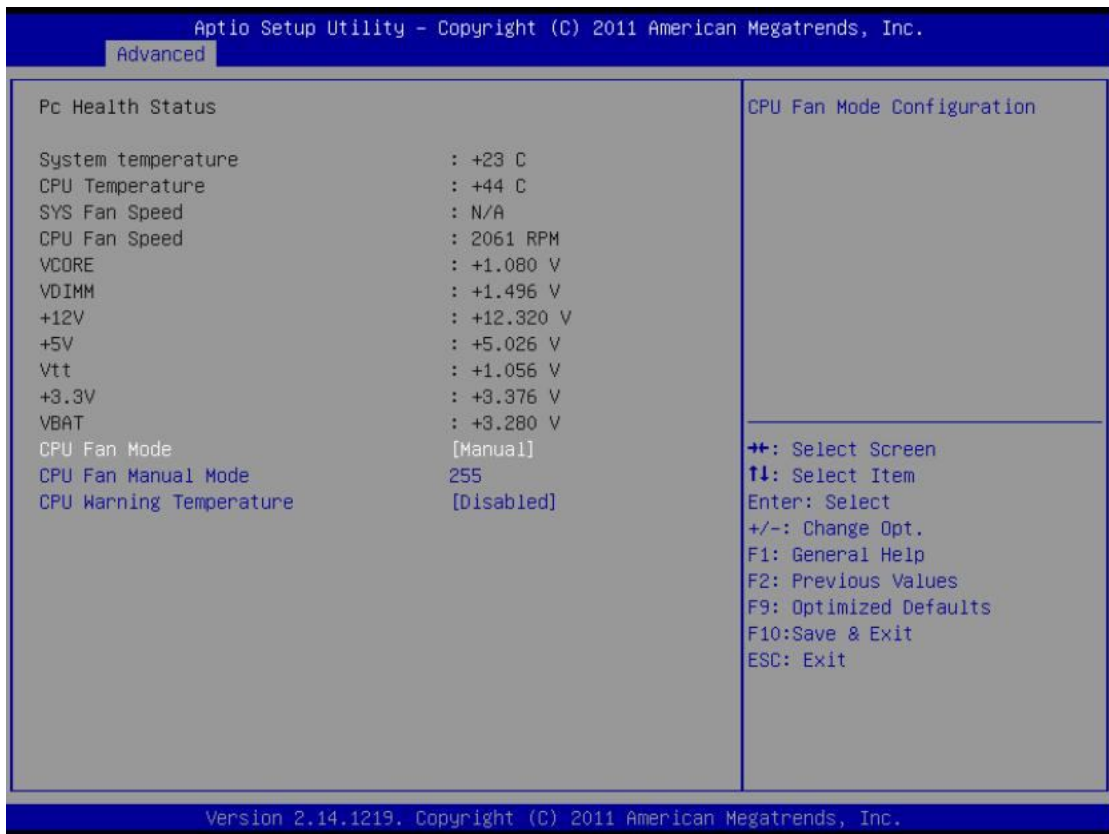 Aptio Setup Utility – Copyright (C) 2011 American Megatrends, Inc.
Advanced
Pc Health Status
System temperature : +23 C
CPU Temperature : +44 C
SYS Fan Speed : N/A
CPU Fan Speed : 2061 RPM
VCORE : +1.080 V
VDIMM : +1.496 V
+12V : +12.320 V
+5V : +5.026 V
Vtt : +1.056 V
+3.3V : +3.376 V
VBAT : +3.280 V
CPU Fan Mode [Manual]
CPU Fan Manual Mode 255
CPU Warning Temperature [Disabled]
CPU Fan Mode Configuration
→←: Select Screen
↑↓: Select Item
Enter: Select
+/-: Change Opt.
F1: General Help
F2: Previous Values
F9: Optimized Defaults
F10:Save & Exit
ESC: Exit
Version 2.14.1219. Copyright (C) 2011 American Megatrends, Inc.